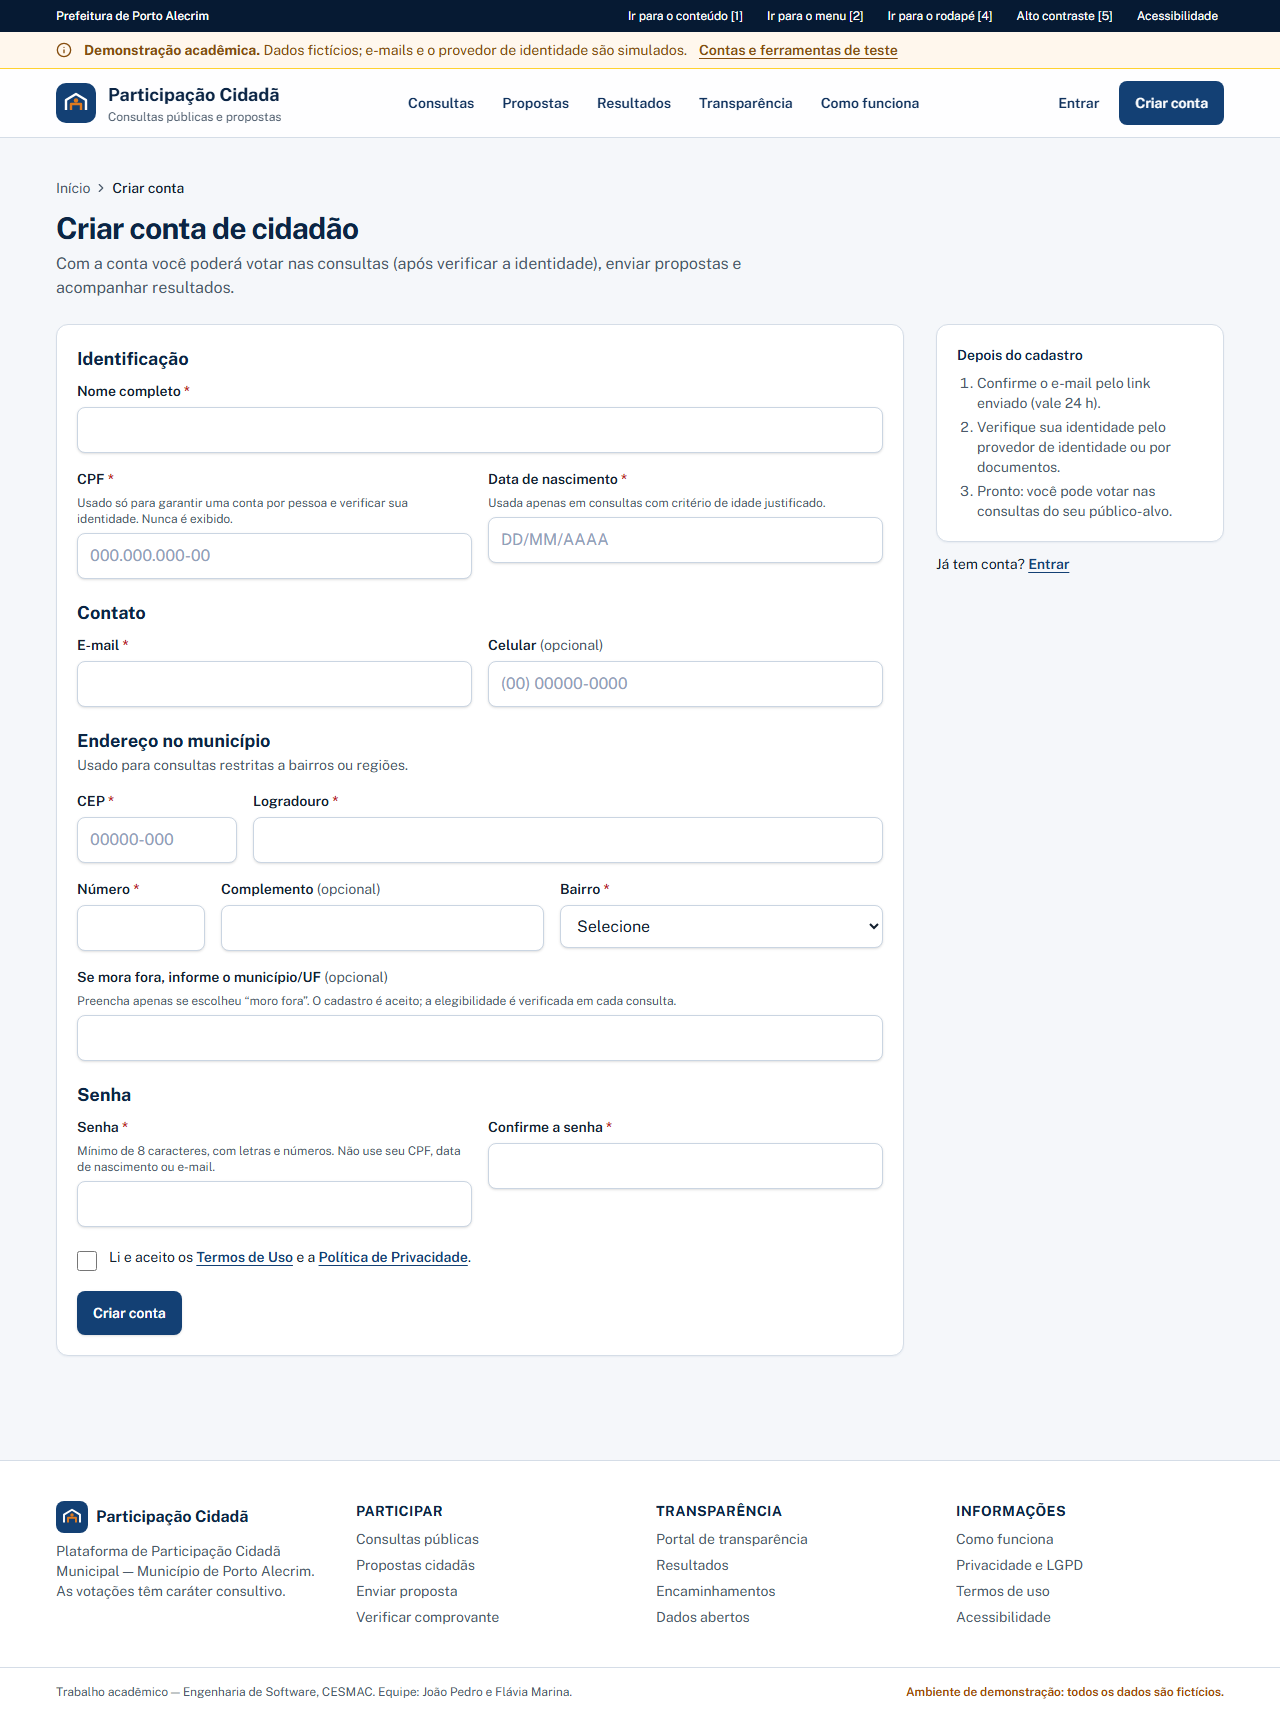 Prefeitura de Porto Alecrim
Ir para o conteúdo [1]
Ir para o menu [2]
Ir para o rodapé [4]
Alto contraste [5]
Acessibilidade
Demonstração acadêmica. Dados fictícios; e-mails e o provedor de identidade são simulados. Contas e ferramentas de teste
Participação Cidadã
Consultas públicas e propostas
Consultas
Propostas
Resultados
Transparência
Como funciona
Entrar
Criar conta
Início
Criar conta
Criar conta de cidadão
Com a conta você poderá votar nas consultas (após verificar a identidade), enviar propostas e
acompanhar resultados.
Identificação
Nome completo *
CPF *
Usado só para garantir uma conta por pessoa e verificar sua
identidade. Nunca é exibido.
000.000.000-00
Data de nascimento *
Usada apenas em consultas com critério de idade justificado.
DD/MM/AAAA
Contato
E-mail *
Celular (opcional)
(00) 00000-0000
Endereço no município
Usado para consultas restritas a bairros ou regiões.
CEP *
00000-000
Logradouro *
Número *
Complemento (opcional)
Bairro *
Selecione
Se mora fora, informe o município/UF (opcional)
Preencha apenas se escolheu “moro fora”. O cadastro é aceito; a elegibilidade é verificada em cada consulta.
Senha
Senha *
Mínimo de 8 caracteres, com letras e números. Não use seu CPF, data
de nascimento ou e-mail.
Confirme a senha *
Li e aceito os Termos de Uso e a Política de Privacidade.
Criar conta
Depois do cadastro
1. Confirme o e-mail pelo link
enviado (vale 24 h).
2. Verifique sua identidade pelo
provedor de identidade ou por
documentos.
3. Pronto: você pode votar nas
consultas do seu público-alvo.
Já tem conta? Entrar
Participação Cidadã
Plataforma de Participação Cidadã
Municipal — Município de Porto Alecrim.
As votações têm caráter consultivo.
PARTICIPAR
Consultas públicas
Propostas cidadãs
Enviar proposta
Verificar comprovante
TRANSPARÊNCIA
Portal de transparência
Resultados
Encaminhamentos
Dados abertos
INFORMAÇÕES
Como funciona
Privacidade e LGPD
Termos de uso
Acessibilidade
Trabalho acadêmico — Engenharia de Software, CESMAC. Equipe: João Pedro e Flávia Marina.
Ambiente de demonstração: todos os dados são fictícios.